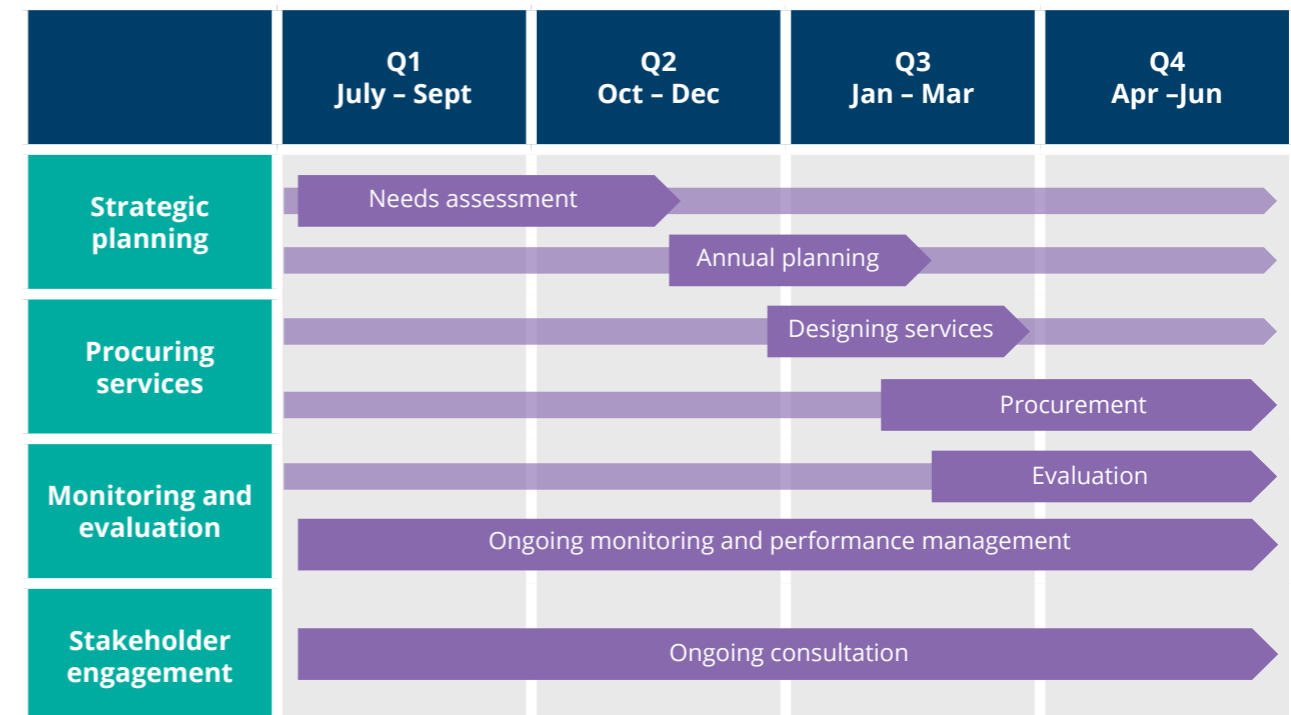 Q1
July – Sept
Q2
Oct – Dec
Q3
Jan – Mar
Q4
Apr –Jun
Strategic
planning
Needs assessment
Annual planning
Procuring
services
Designing services
Procurement
Monitoring and
evaluation
Evaluation
Ongoing monitoring and performance management
Stakeholder
engagement
Ongoing consultation